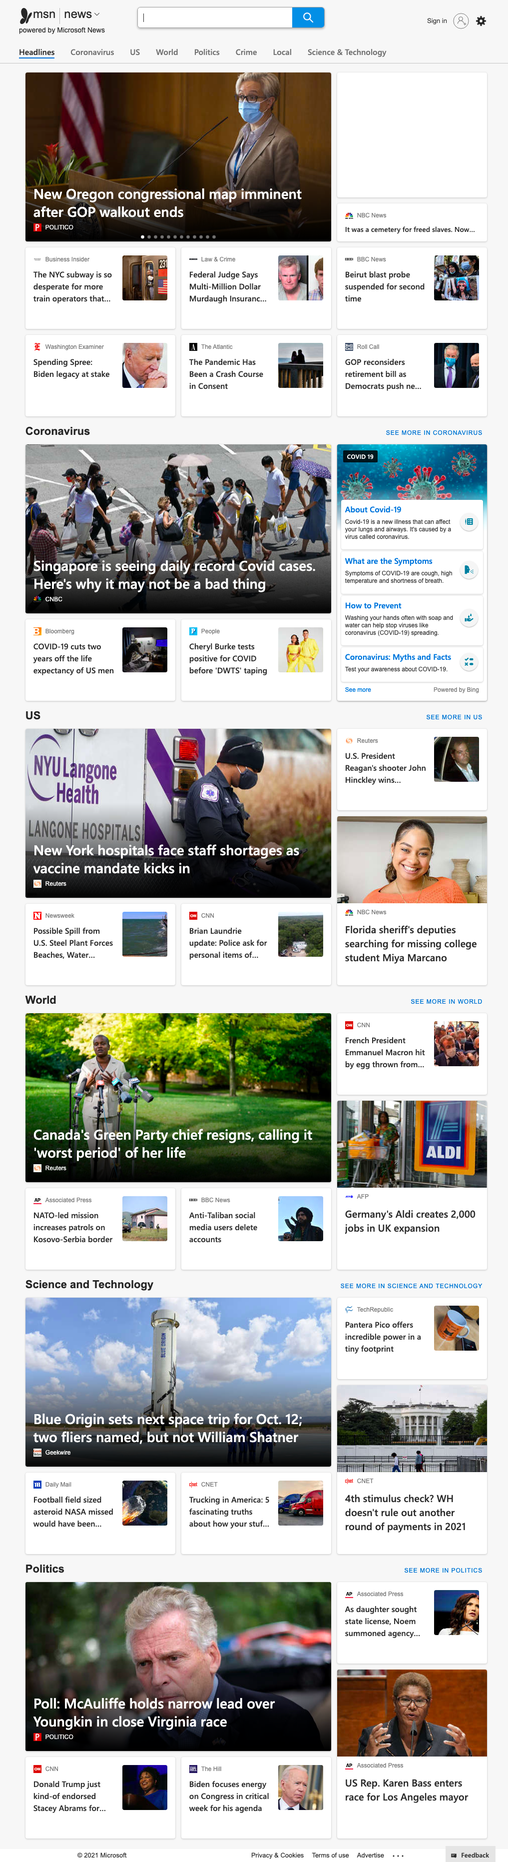 msn | news
powered by Microsoft News
Sign in
Headlines Coronavirus US World Politics Crime Local Science & Technology
New Oregon congressional map imminent
after GOP walkout ends
POLITICO
NBC News
It was a cemetery for freed slaves. Now...
Business Insider
The NYC subway is so
desperate for more
train operators that...
Law & Crime
Federal Judge Says
Multi-Million Dollar
Murdaugh Insuranc...
BBC News
Beirut blast probe
suspended for second
time
Washington Examiner
Spending Spree:
Biden legacy at stake
The Atlantic
The Pandemic Has
Been a Crash Course
in Consent
Roll Call
GOP reconsiders
retirement bill as
Democrats push ne...
Coronavirus
SEE MORE IN CORONAVIRUS
Singapore is seeing daily record Covid cases.
Here's why it may not be a bad thing
CNBC
COVID 19
About Covid-19
Covid-19 is a new illness that can affect
your lungs and airways. It's caused by a
virus called coronavirus.
What are the Symptoms
Symptoms of COVID-19 are cough, high
temperature and shortness of breath.
How to Prevent
Washing your hands often with soap and
water can help stop viruses like
coronavirus (COVID-19) spreading.
Coronavirus: Myths and Facts
Test your awareness about COVID-19.
See more
Powered by Bing
Bloomberg
COVID-19 cuts two
years off the life
expectancy of US men
People
Cheryl Burke tests
positive for COVID
before 'DWTS' taping
US
SEE MORE IN US
NYU Langone
Health
LANGONE HOSPITALS
New York hospitals face staff shortages as
vaccine mandate kicks in
Reuters
Reuters
U.S. President
Reagan's shooter John
Hinckley wins...
NBC News
Florida sheriff's deputies
searching for missing college
student Miya Marcano
Newsweek
Possible Spill from
U.S. Steel Plant Forces
Beaches, Water...
CNN
Brian Laundrie
update: Police ask for
personal items of...
World
SEE MORE IN WORLD
Canada's Green Party chief resigns, calling it
'worst period' of her life
Reuters
CNN
French President
Emmanuel Macron hit
by egg thrown from...
ALDI
AFP
Germany's Aldi creates 2,000
jobs in UK expansion
Associated Press
NATO-led mission
increases patrols on
Kosovo-Serbia border
BBC News
Anti-Taliban social
media users delete
accounts
Science and Technology
SEE MORE IN SCIENCE AND TECHNOLOGY
Blue Origin sets next space trip for Oct. 12;
two fliers named, but not William Shatner
Geekwire
TechRepublic
Pantera Pico offers
incredible power in a
tiny footprint
CNET
4th stimulus check? WH
doesn't rule out another
round of payments in 2021
Daily Mail
Football field sized
asteroid NASA missed
would have been...
CNET
Trucking in America: 5
fascinating truths
about how your stuf...
Politics
SEE MORE IN POLITICS
Poll: McAuliffe holds narrow lead over
Youngkin in close Virginia race
POLITICO
Associated Press
As daughter sought
state license, Noem
summoned agency...
Associated Press
US Rep. Karen Bass enters
race for Los Angeles mayor
CNN
Donald Trump just
kind-of endorsed
Stacey Abrams for...
The Hill
Biden focuses energy
on Congress in critical
week for his agenda
© 2021 Microsoft Privacy & Cookies Terms of use Advertise ... Feedback